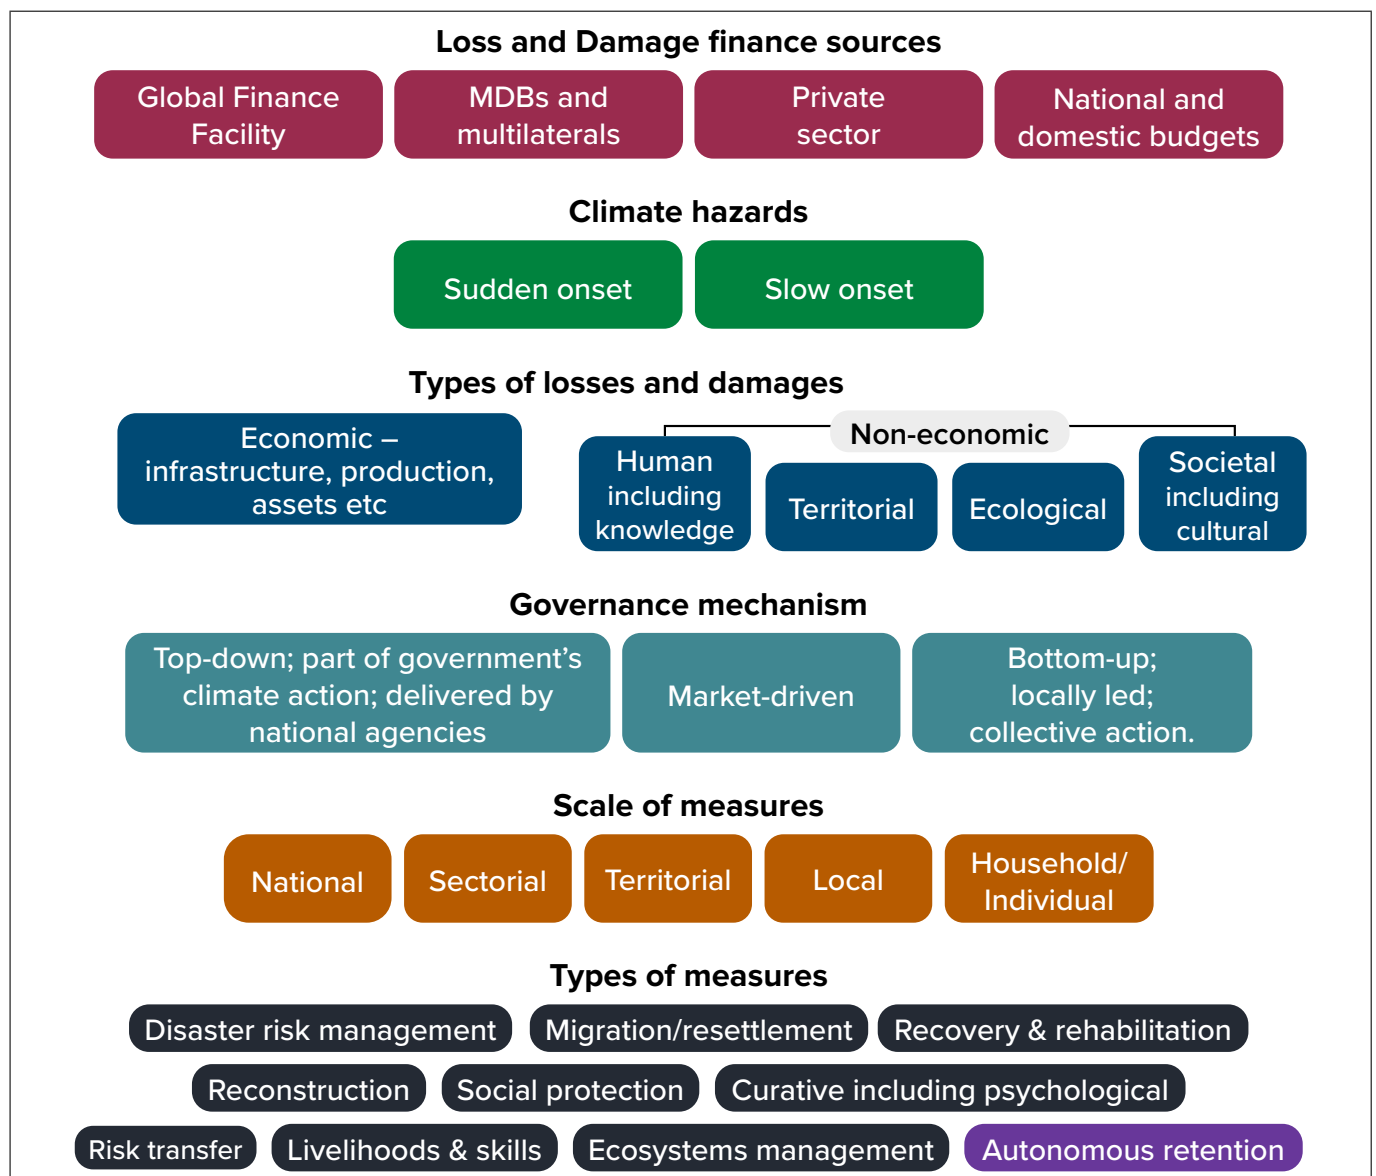 Loss and Damage finance sources
Global Finance
Facility
MDBs and
multilaterals
Private
sector
National and
domestic budgets
Climate hazards
Sudden onset
Slow onset
Types of losses and damages
Economic –
infrastructure, production,
assets etc
Non-economic
Human
including
knowledge
Territorial
Ecological
Societal
including
cultural
Governance mechanism
Top-down; part of government’s
climate action; delivered by
national agencies
Market-driven
Bottom-up;
locally led;
collective action.
Scale of measures
National
Sectorial
Territorial
Local
Household/
Individual
Types of measures
Disaster risk management
Migration/resettlement
Recovery & rehabilitation
Reconstruction
Social protection
Curative including psychological
Risk transfer
Livelihoods & skills
Ecosystems management
Autonomous retention